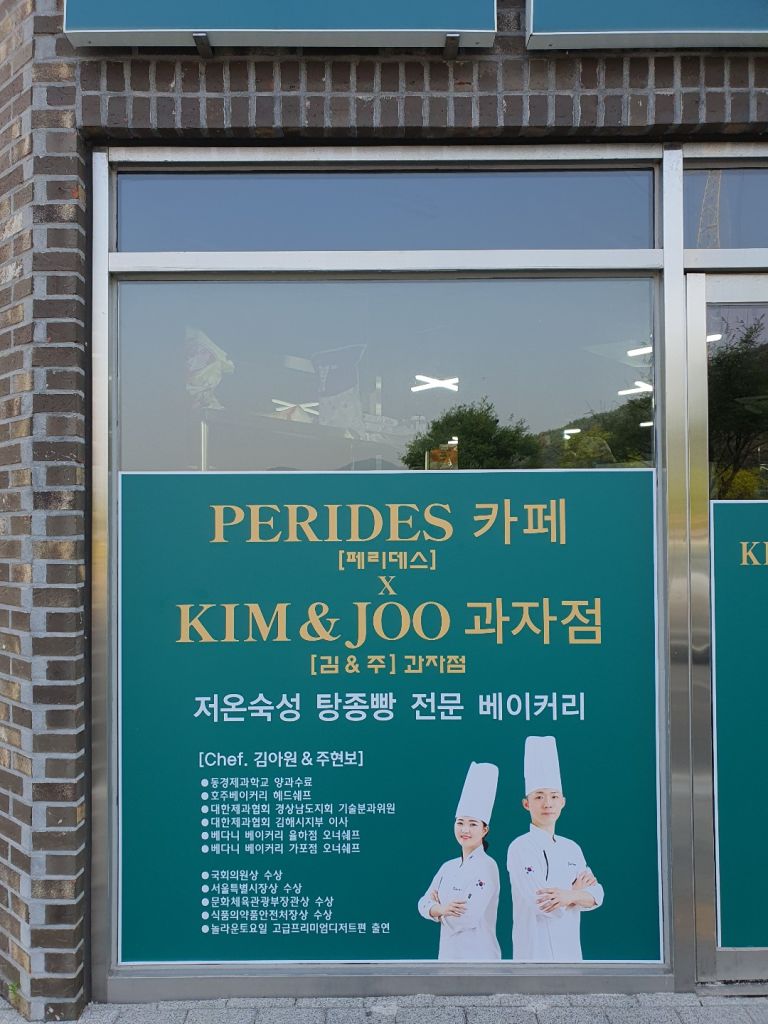 PERIDES 카페
[페리데스]
X
KIM & JOO 과자점
[김 & 주] 과자점
저온숙성 탕종빵 전문 베이커리
[Chef. 김아원 & 주현보]
●동경제과학교 양과수료
●호주베이커리 헤드쉐프
●대한제과협회 경상남도지회 기술분과위원
●대한제과협회 김해시지부 이사
●베다니 베이커리 율하점 오너쉐프
●베다니 베이커리 가포점 오너쉐프
●국회의원상 수상
●서울특별시장상 수상
●문화체육관광부장관상 수상
●식품의약품안전처장상 수상
●놀라운토요일 고급프리미엄디저트편 출연